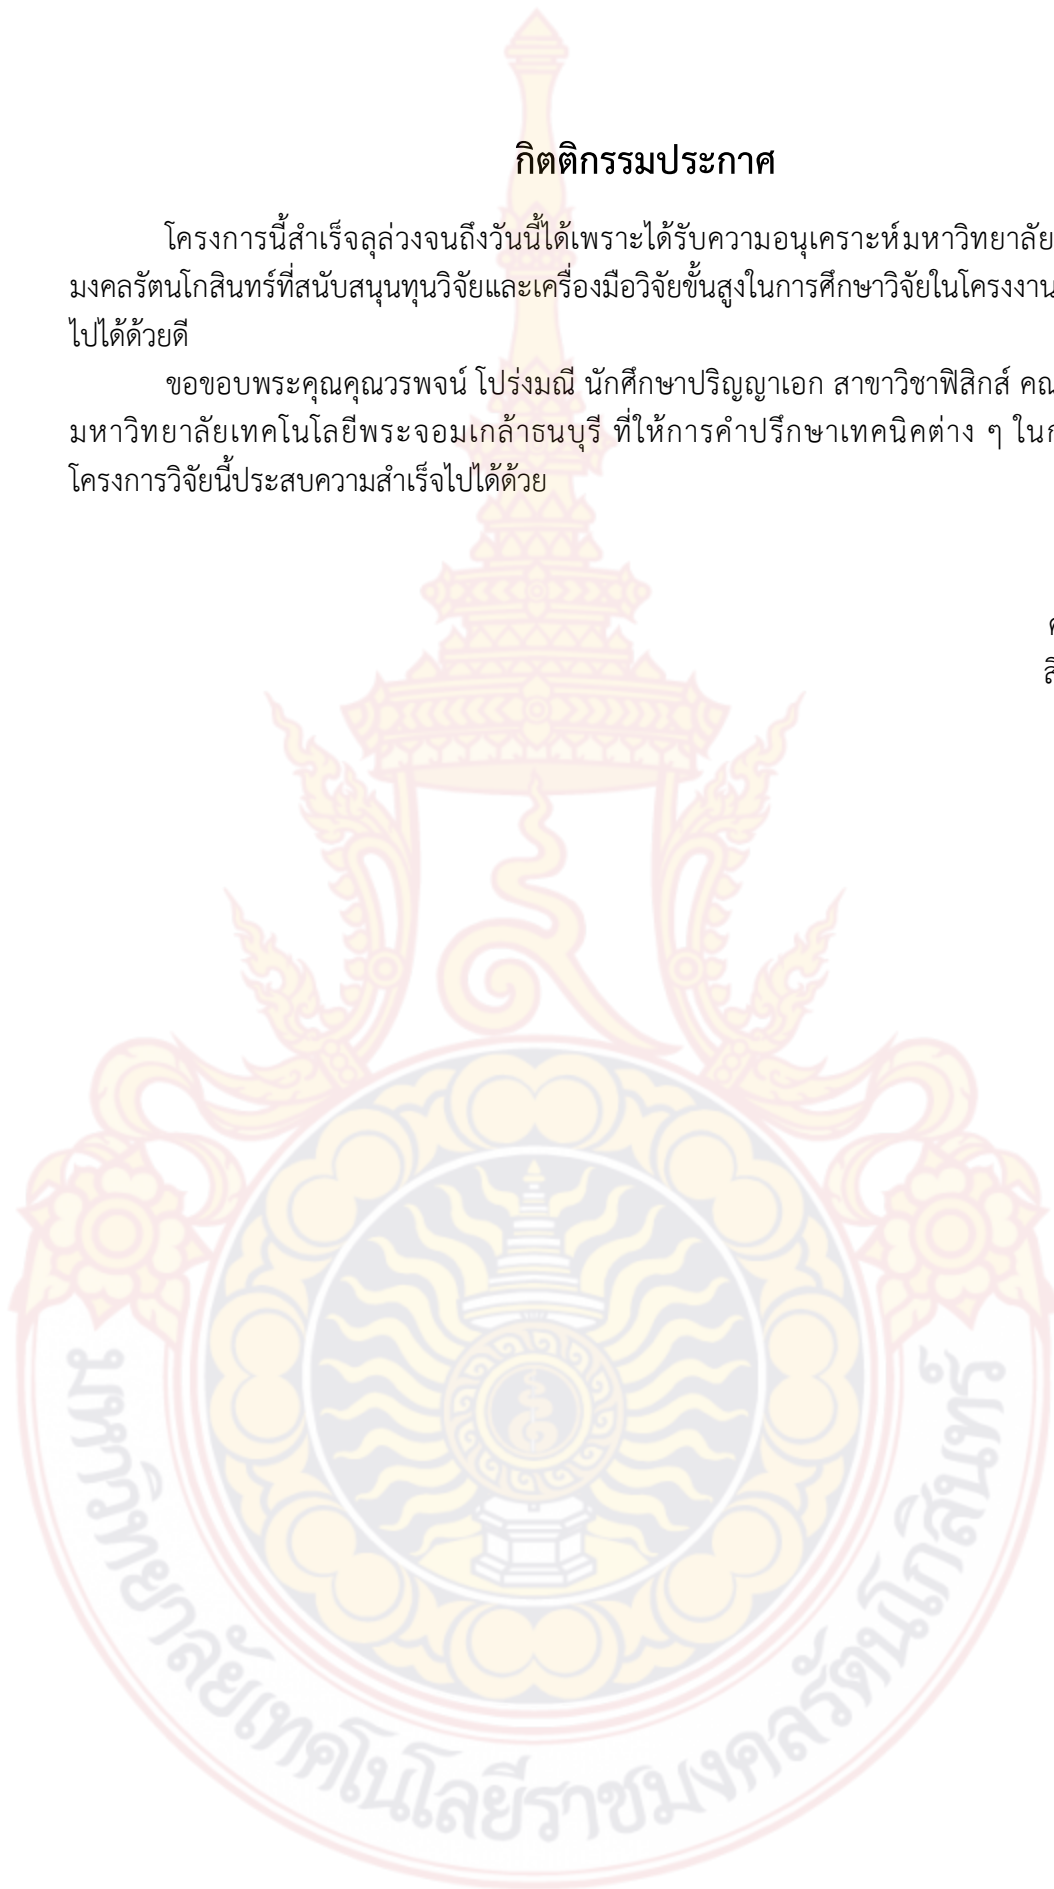 กิตติกรรมประกาศ
โครงการนี้สำเร็จลุล่วงจนถึงวันนี้ได้เพราะได้รับความอนุเคราะห์มหาวิทยาลัย
มงคลรัตนโกสินทร์ที่สนับสนุนทุนวิจัยและเครื่องมือวิจัยขั้นสูงในการศึกษาวิจัยในโครงงาน
ไปได้ด้วยดี
ขอขอบพระคุณคุณวรพจน์ โปร่งมณี นักศึกษาปริญญาเอก สาขาวิชาฟิสิกส์
มหาวิทยาลัยเทคโนโลยีพระจอมเกล้าธนบุรี ที่ให้การคำปรึกษาเทคนิคต่าง ๆ ใน
โครงการวิจัยนี้ประสบความสำเร็จไปได้ด้วย
มหาวิทยาลัยเทคโนโลยีราชมงคลรัตนโกสินทร์